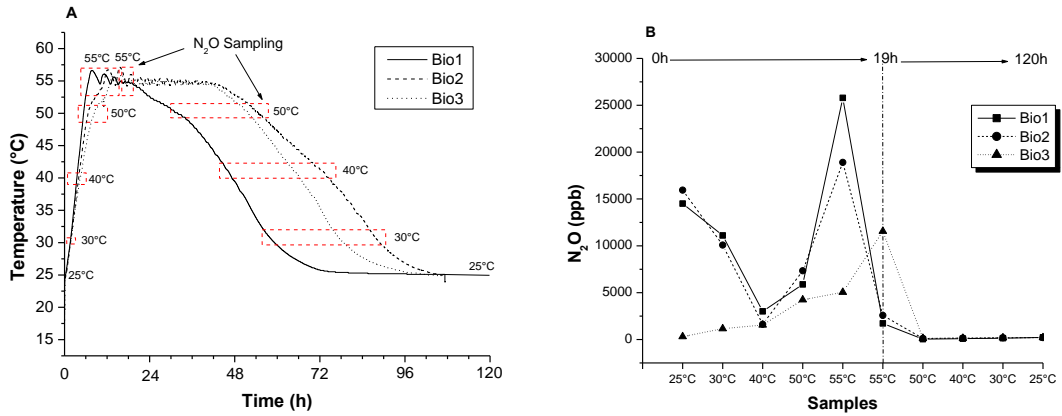 A
N₂O Sampling
Bio1
Bio2
Bio3
55°C
55°C
50°C
50°C
40°C
40°C
30°C
30°C
25°C
25°C
60
55
50
45
40
35
30
25
20
15
Temperature (°C)
0
24
48
72
96
120
Time (h)
B
0h
19h
120h
Bio1
Bio2
Bio3
30000
25000
20000
15000
10000
5000
0
N₂O (ppb)
25°C
30°C
40°C
50°C
55°C
55°C
50°C
40°C
30°C
25°C
Samples